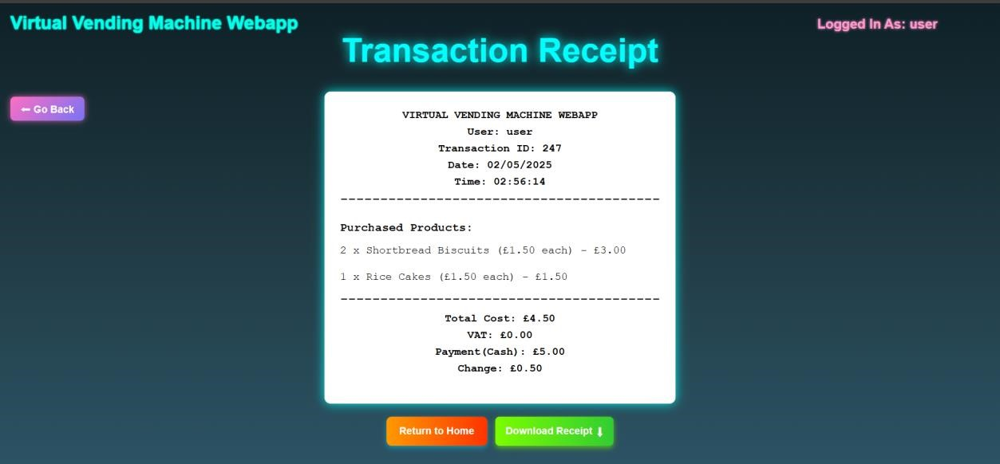 Virtual Vending Machine Webapp
Logged In As: user
Transaction Receipt
⬅ Go Back
VIRTUAL VENDING MACHINE WEBAPP
User: user
Transaction ID: 247
Date: 02/05/2025
Time: 02:56:14
----------------------------------------
Purchased Products:
2 x Shortbread Biscuits (£1.50 each) - £3.00
1 x Rice Cakes (£1.50 each) - £1.50
----------------------------------------
Total Cost: £4.50
VAT: £0.00
Payment(Cash): £5.00
Change: £0.50
Return to Home
Download Receipt ⬇